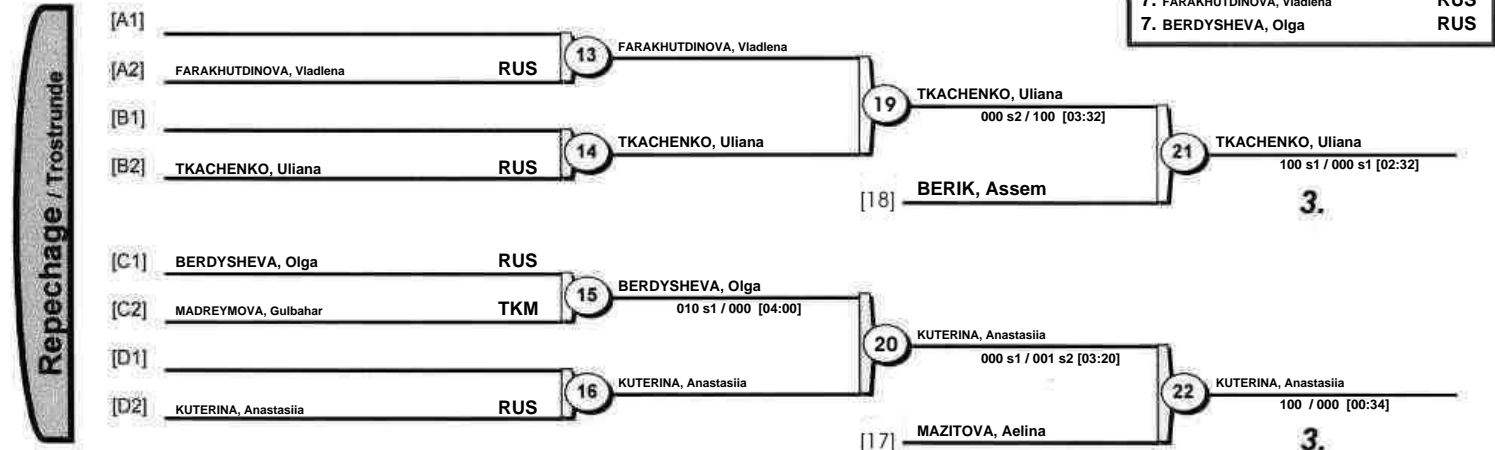 7. FARAKHUTDINOVA, Vladlena RUS
7. BERDYSHEVA, Olga RUS
Repechage / Trostrunde
[A1]
13 FARAKHUTDINOVA, Vladlena
[A2] FARAKHUTDINOVA, Vladlena RUS
19 TKACHENKO, Uliana
000 s2 / 100 [03:32]
[B1]
14 TKACHENKO, Uliana
[B2] TKACHENKO, Uliana RUS
21 TKACHENKO, Uliana
100 s1 / 000 s1 [02:32]
[18] BERIK, Assem
3.
[C1] BERDYSHEVA, Olga RUS
15 BERDYSHEVA, Olga
010 s1 / 000 [04:00]
[C2] MADREYMOVA, Gulbahar TKM
20 KUTERINA, Anastasiia
000 s1 / 001 s2 [03:20]
[D1]
16 KUTERINA, Anastasiia
[D2] KUTERINA, Anastasiia RUS
22 KUTERINA, Anastasiia
100 / 000 [00:34]
[17] MAZITOVA, Aelina
3.